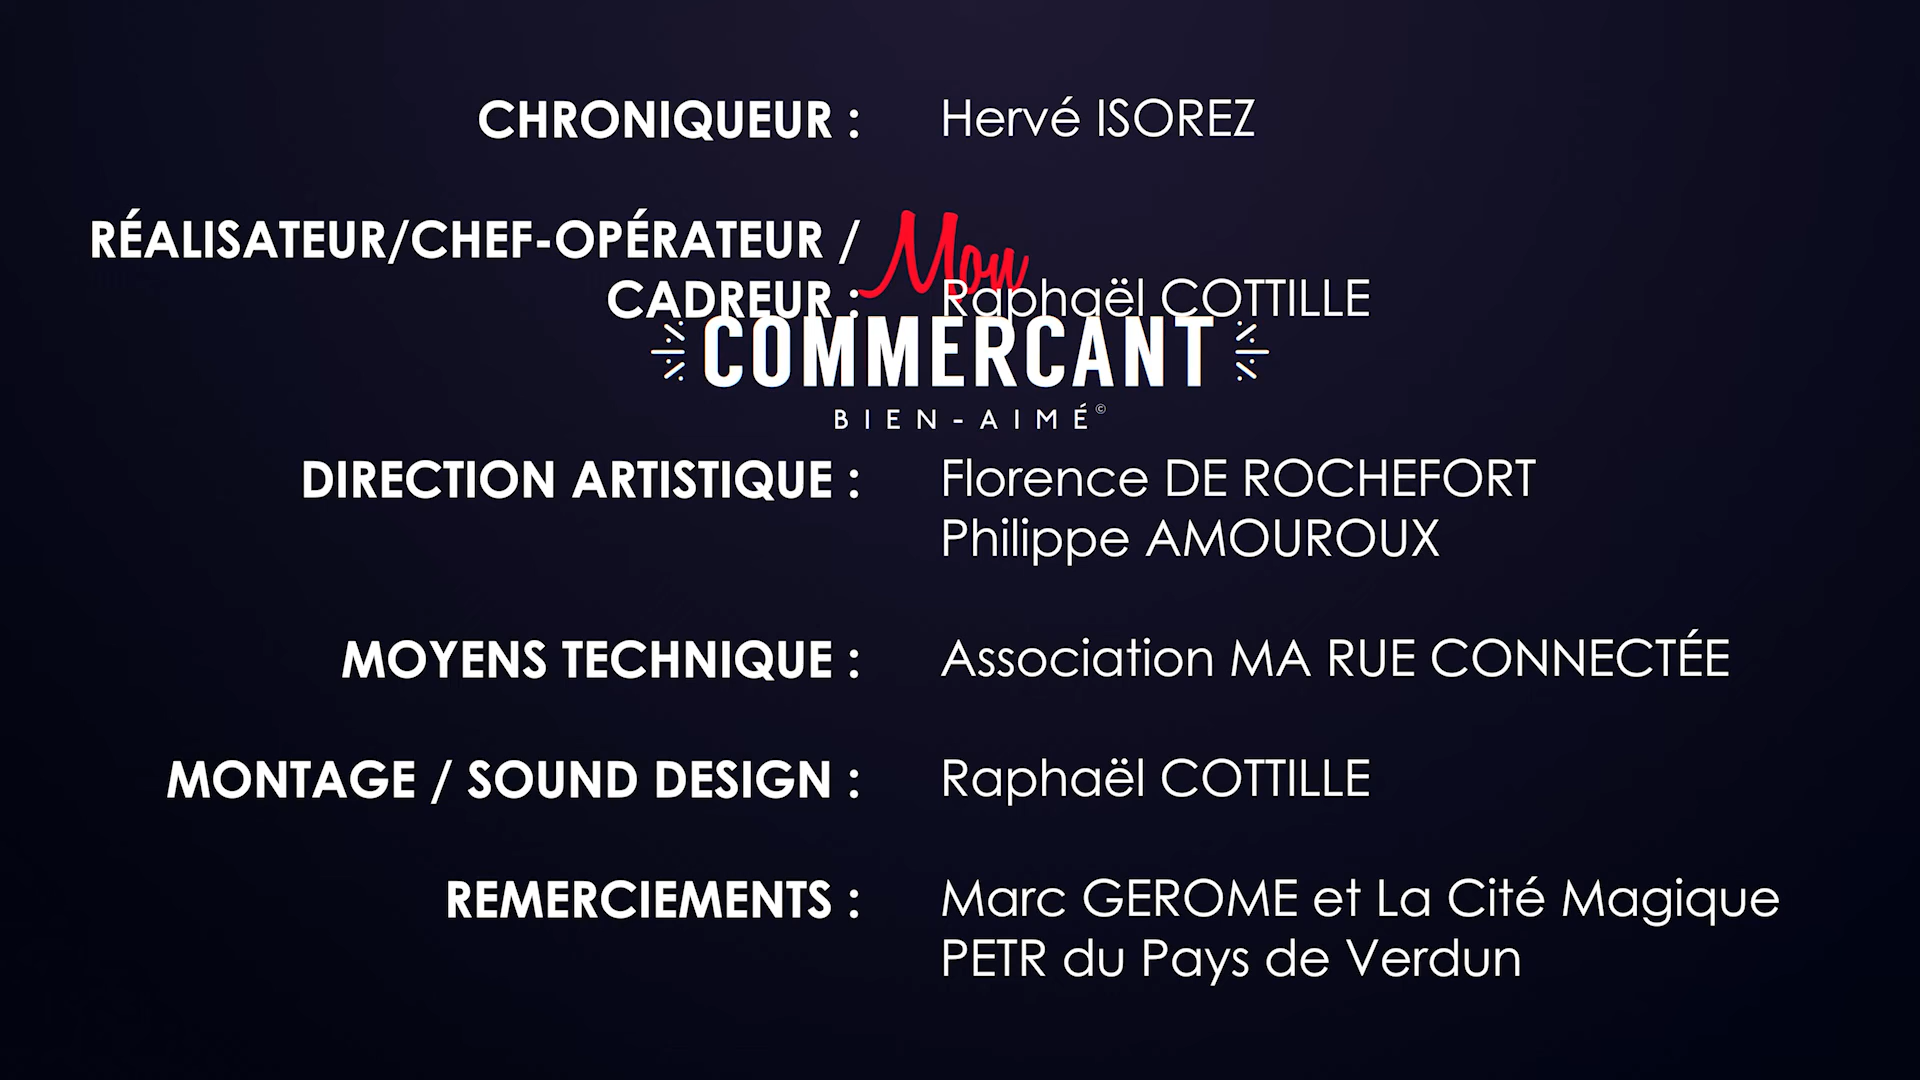 CHRONIQUEUR : Hervé ISOREZ
RÉALISATEUR/CHEF-OPÉRATEUR /
CADREUR : Raphaël COTTILLE
Mon
COMMERCANT
BIEN-AIMÉ©
DIRECTION ARTISTIQUE : Florence DE ROCHEFORT
Philippe AMOUROUX
MOYENS TECHNIQUE : Association MA RUE CONNECTÉE
MONTAGE / SOUND DESIGN : Raphaël COTTILLE
REMERCIEMENTS : Marc GEROME et La Cité Magique
PETR du Pays de Verdun